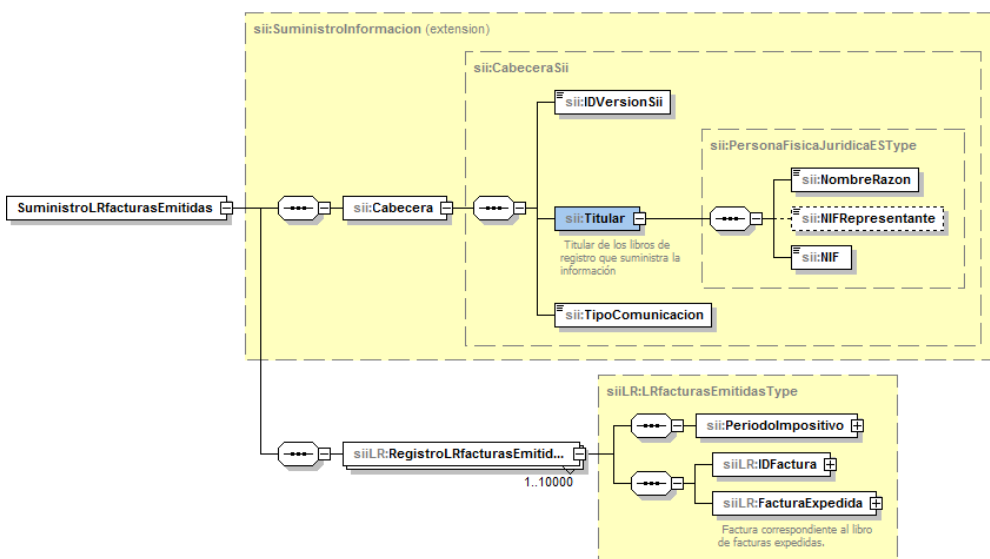 sii:SuministroInformacion (extension)
sii:CabeceraSii
sii:IDVersionSii
sii:PersonaFisicaJuridicaESType
sii:NombreRazon
SuministroLRfacturasEmitidas
sii:Cabecera
sii:Titular
sii:NIFRepresentante
Titular de los libros de
registro que suministra la
información
sii:NIF
sii:TipoComunicacion
siiLR:LRfacturasEmitidasType
sii:PeriodoImpositivo
siiLR:RegistroLRfacturasEmitid...
1..10000
siiLR:IDFactura
siiLR:FacturaExpedida
Factura correspondiente al libro
de facturas expedidas.